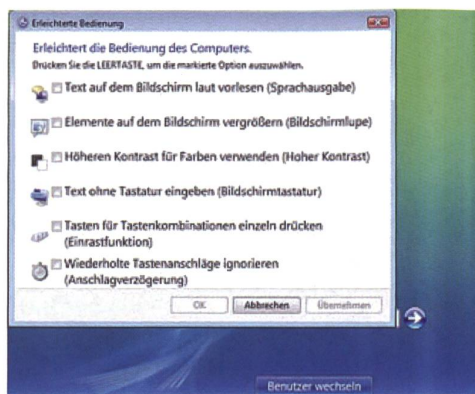 Erleichterte Bedienung
Erleichtert die Bedienung des Computers.
Drücken Sie die LEERTASTE, um die markierte Option auszuwählen.
Text auf dem Bildschirm laut vorlesen (Sprachausgabe)
Elemente auf dem Bildschirm vergrößern (Bildschirmlupe)
Höheren Kontrast für Farben verwenden (Hoher Kontrast)
Text ohne Tastatur eingeben (Bildschirmtastatur)
Tasten für Tastenkombinationen einzeln drücken
(Einrastfunktion)
Wiederholte Tastenanschläge ignorieren
(Anschlagverzögerung)
OK Abbrechen Übernehmen
Benutzer wechseln